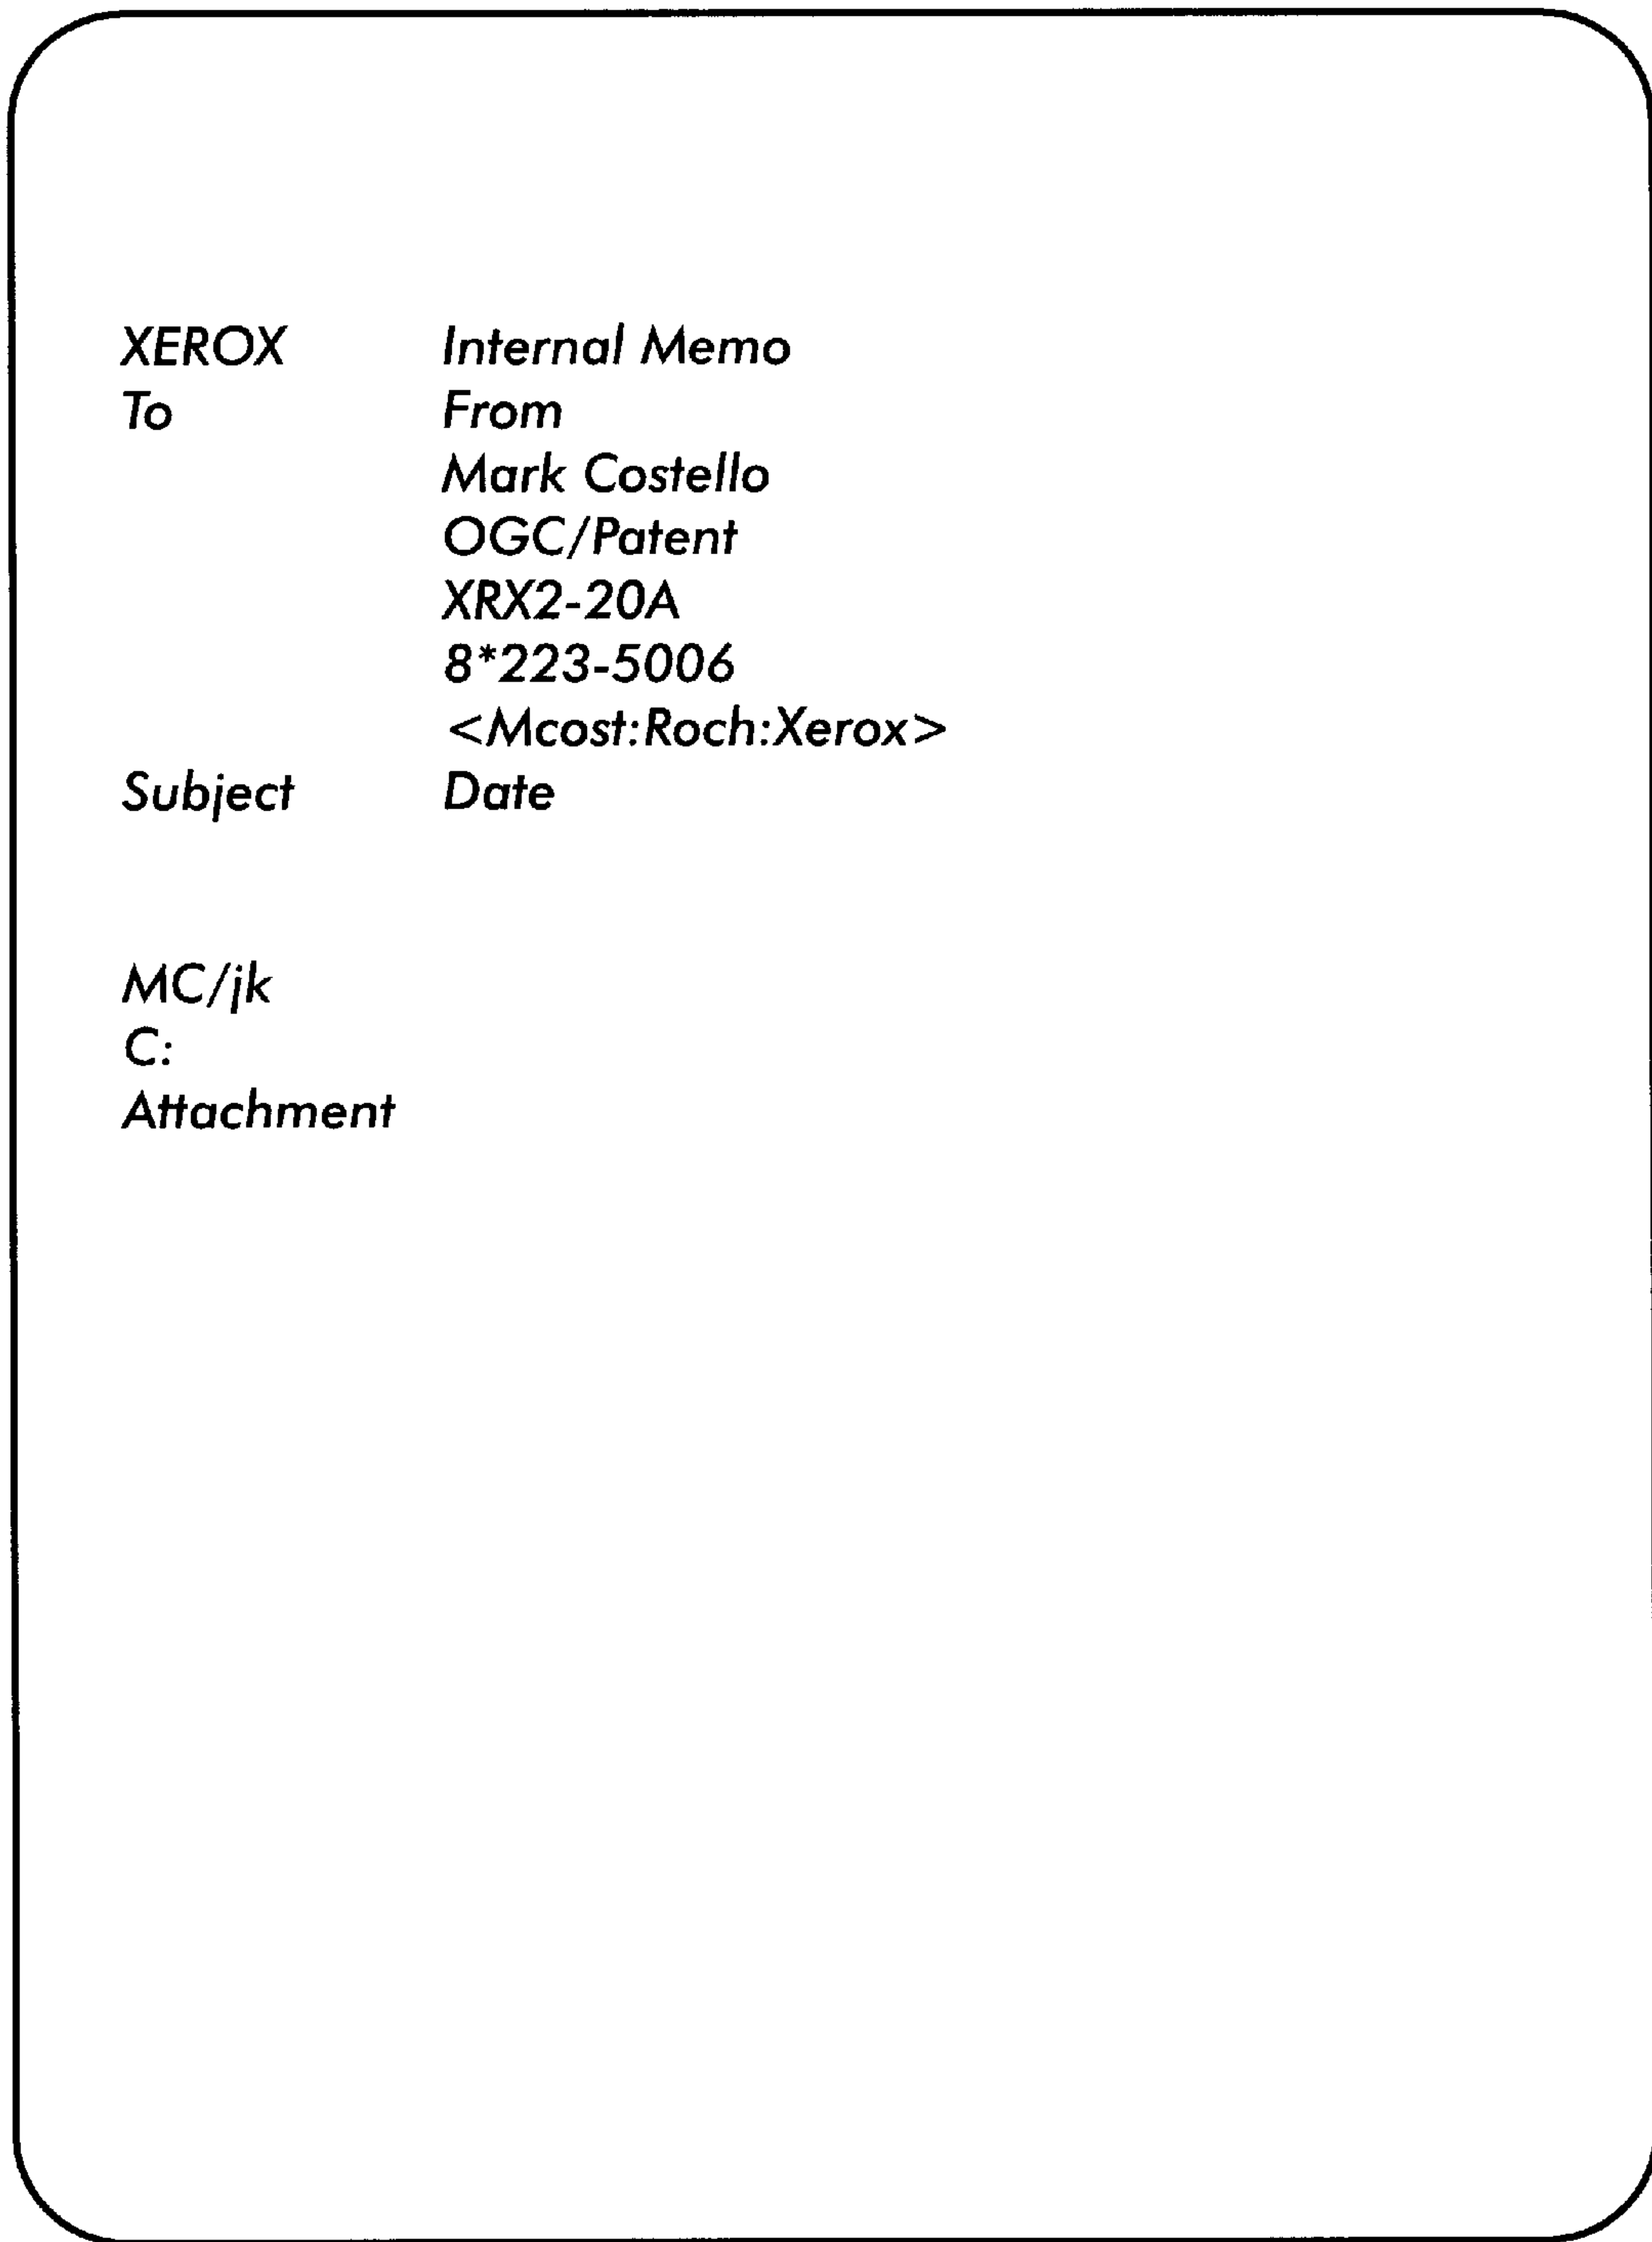 XEROX Internal Memo
To From
Mark Costello
OGC/Patent
XRX2-20A
8*223-5006
<Mcost:Roch:Xerox>
Subject Date
MC/jk
C:
Attachment